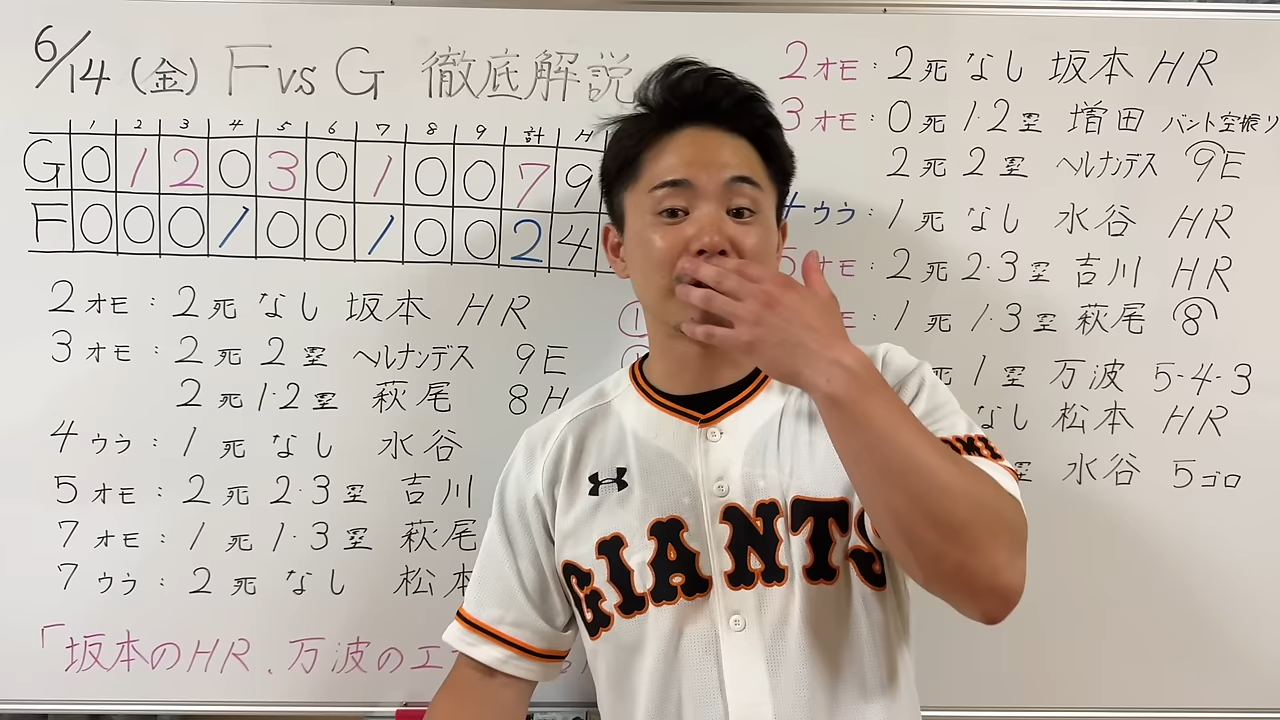 6/14(金) F vs G 徹底解説
1 2 3 4 5 6 7 8 9 計 H
G 0 1 2 0 3 0 1 0 0 7 9
F 0 0 0 1 0 0 1 0 0 2 4
2オモ:2死なし 坂本 HR
3オモ:2死2塁 ヘルナンデス 9E
2死1・2塁 萩尾 8H
4ウラ:1死なし 水谷
5オモ:2死2・3塁 吉川
7オモ:1死1・3塁 萩尾
7ウラ:2死なし 松本
「坂本のHR、万波のエ
2オモ:2死なし 坂本 HR
3オモ:0死1・2塁 増田 バント空振り
2死2塁 ヘルナンデス 9E
4ウラ:1死なし 水谷 HR
5オモ:2死2・3塁 吉川 HR
1死1・3塁 萩尾 8
死1塁 万波 5-4-3
なし 松本 HR
塁 水谷 5ゴロ
GIANTS